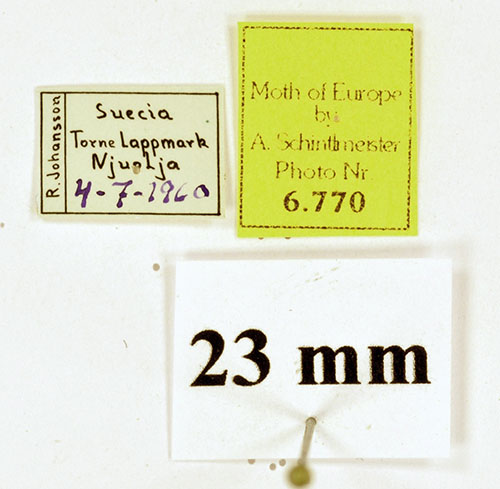 R. Johansson
Suecia
Torne Lappmark
Njuolja
4-7-1960
Moth of Europe
by
A. Schintlmeister
Photo Nr.
6.770
23 mm